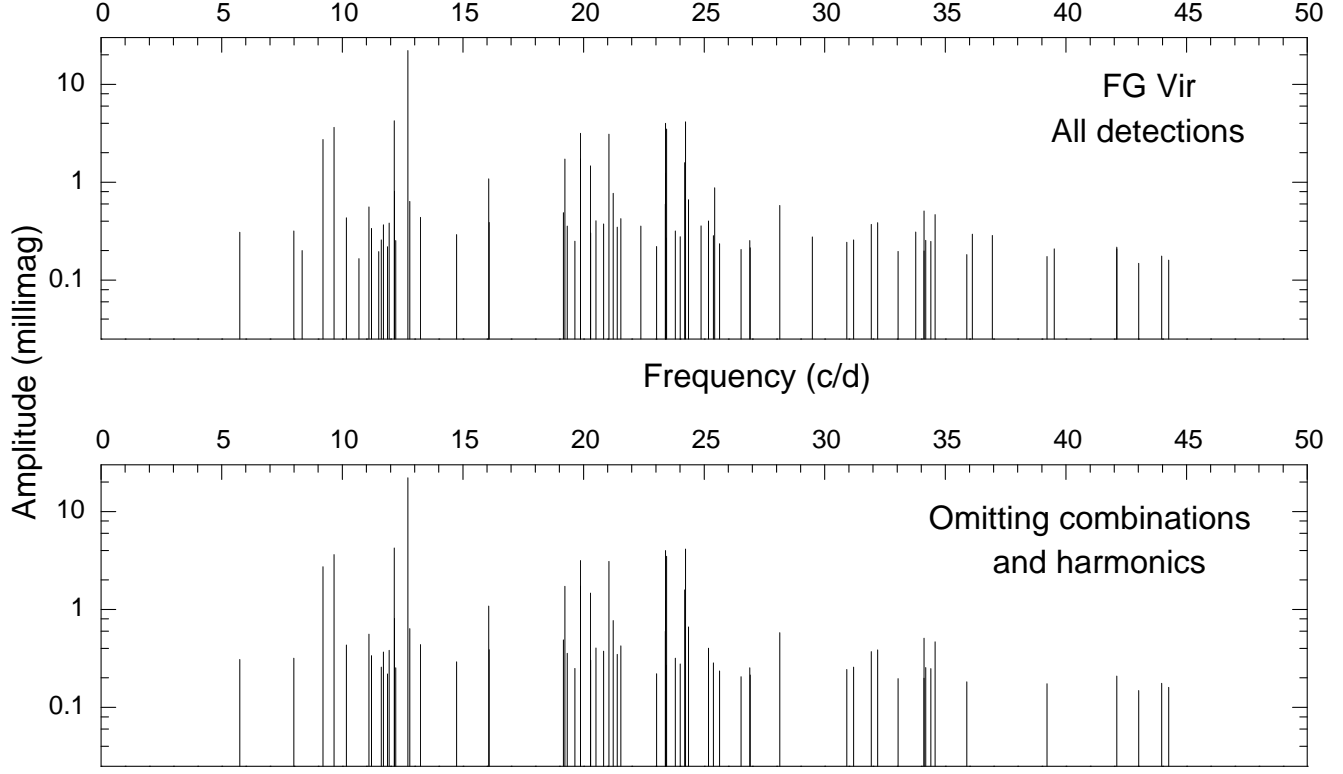 0 5 10 15 20 25 30 35 40 45 50
10
1
0.1
FG Vir
All detections
Amplitude (millimag)
Frequency (c/d)
0 5 10 15 20 25 30 35 40 45 50
10
1
0.1
Omitting combinations
and harmonics